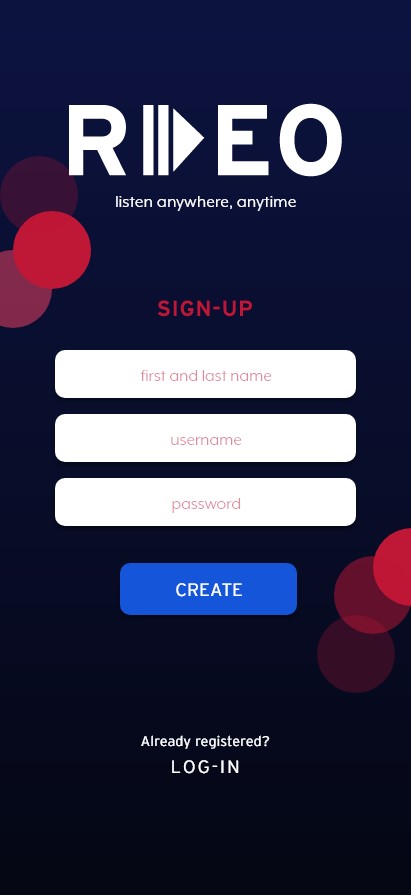 RIDEO
listen anywhere, anytime
SIGN-UP
first and last name
username
password
CREATE
Already registered?
LOG-IN